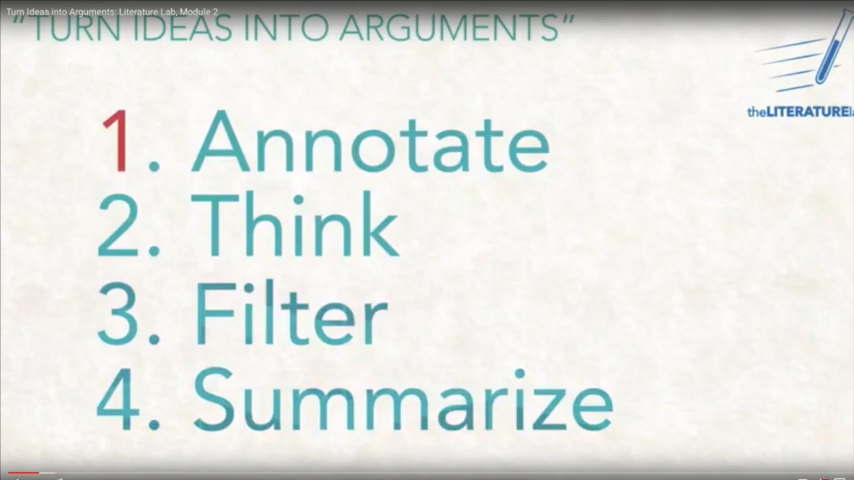 Turn Ideas into Arguments: Literature Lab, Module 2
"TURN IDEAS INTO ARGUMENTS"
theLITERATUREla
1. Annotate
2. Think
3. Filter
4. Summarize